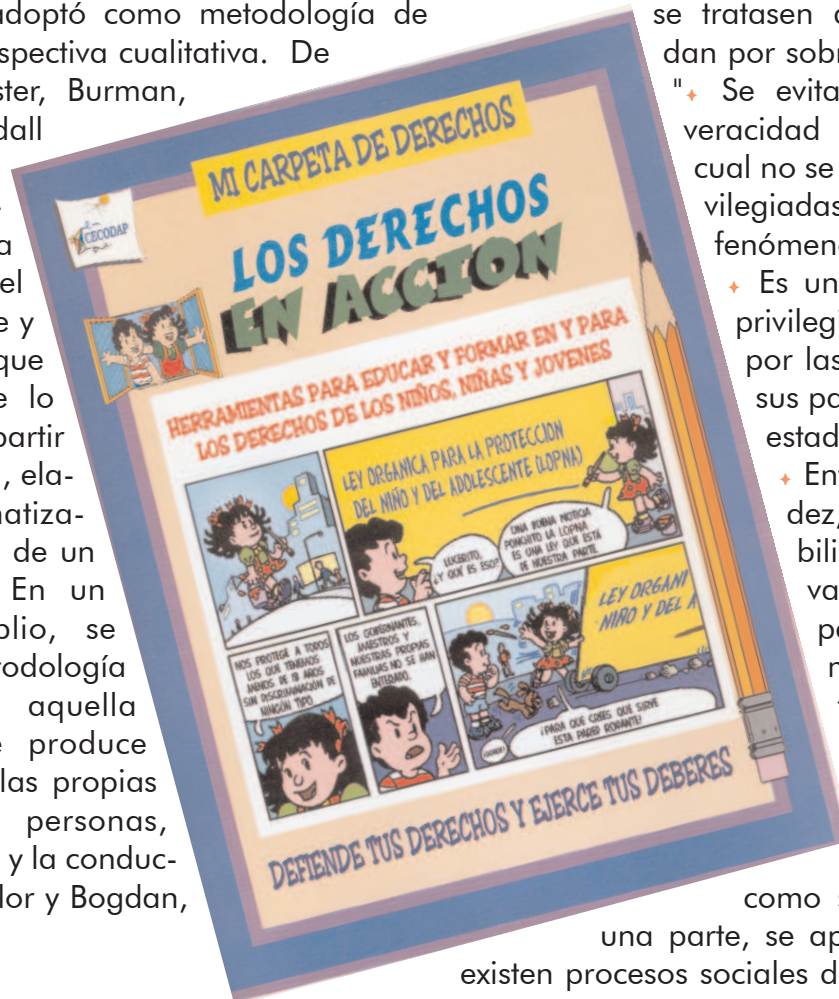 adoptó como metodología de
spectiva cualitativa. De
ster, Burman,
dall
a
el
e y
que
e lo
partir
, ela-
matiza-
de un
En un
plio, se
todología
aquella
e produce
las propias
personas,
y la conduc-
lor y Bogdan,
MI CARPETA DE DERECHOS
CECODAP
LOS DERECHOS
EN ACCION
HERRAMIENTAS PARA EDUCAR Y FORMAR EN Y PARA
LOS DERECHOS DE LOS NIÑOS, NIÑAS Y JOVENES
LEY ORGANICA PARA LA PROTECCION
DEL NIÑO Y DEL ADOLESCENTE (LOPNA)
LUCERITO,
¿Y QUE ES ESO?
UNA BUENA NOTICIA
PONCHITO LA LOPNA
ES UNA LEY QUE ESTA
DE NUESTRA PARTE
NOS PROTEGE A TODOS
LOS QUE TENEMOS
MENOS DE 18 AÑOS
SIN DISCRIMINACIÓN DE
NINGÚN TIPO.
LOS GOBERNANTES,
MAESTROS Y
NUESTRAS PROPIAS
FAMILIAS NO SE HAN
ENTERADO.
LEY ORGANI
NIÑO Y DEL A
¡PARA QUE CREES QUE SIRVE
ESTA PARED RODANTE!
DEFIENDE TUS DERECHOS Y EJERCE TUS DEBERES
se tratasen
dan por sobr
"✦ Se evita
veracidad
cual no se
vilegiadas
fenómen
✦ Es un
privilegi
por las
sus pa
estad
✦ En
dez,
bili
va
como
una parte, se ap
existen procesos sociales d